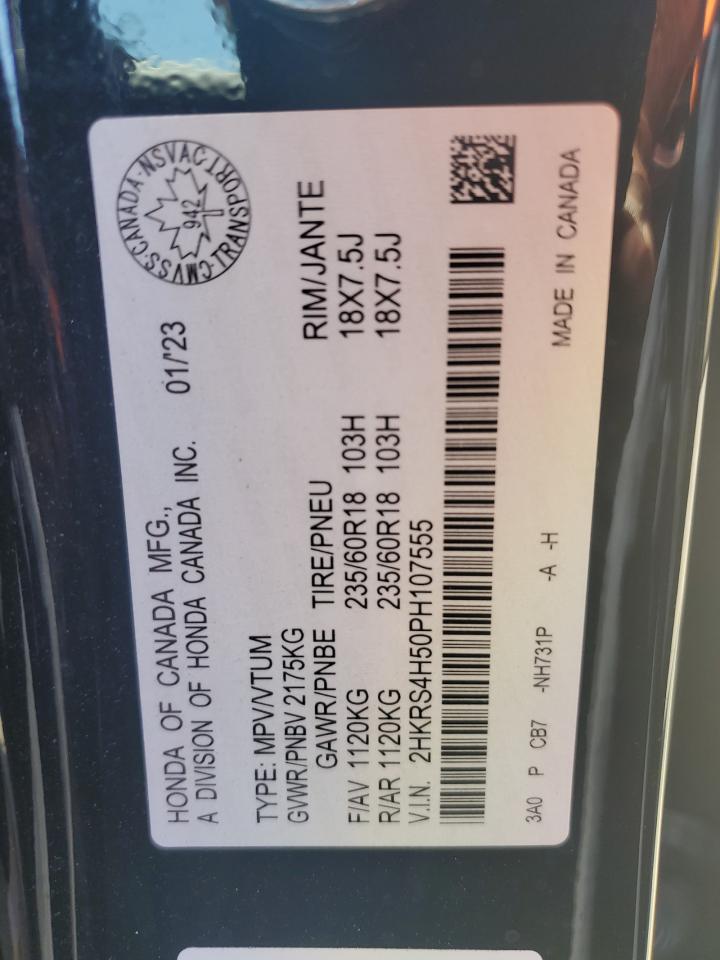 HONDA OF CANADA MFG.,
A DIVISION OF HONDA CANADA INC. 01/'23
CMVSS·CANADA·NSVAC·TRANSPORT·
942
TYPE: MPV/VTUM
GVWR/PNBV 2175KG
GAWR/PNBE TIRE/PNEU RIM/JANTE
F/AV 1120KG 235/60R18 103H 18X7.5J
R/AR 1120KG 235/60R18 103H 18X7.5J
V.I.N. 2HKRS4H50PH107555
3A0 P CB7 -NH731P -A -H MADE IN CANADA